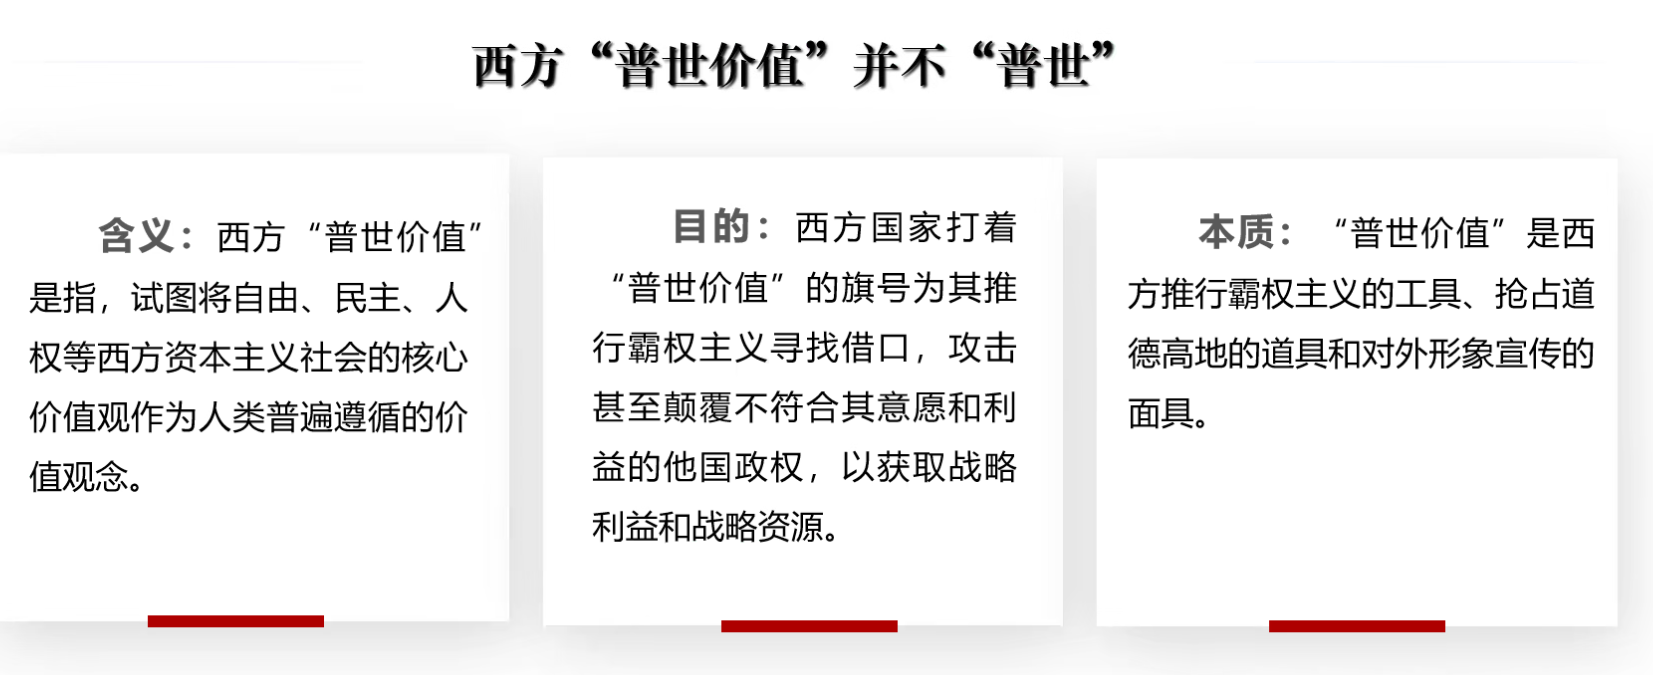 西方“普世价值”并不“普世”
含义：西方“普世价值”
是指，试图将自由、民主、人
权等西方资本主义社会的核心
价值观作为人类普遍遵循的价
值观念。
目的：西方国家打着
“普世价值”的旗号为其推
行霸权主义寻找借口，攻击
甚至颠覆不符合其意愿和利
益的他国政权，以获取战略
利益和战略资源。
本质：“普世价值”是西
方推行霸权主义的工具、抢占道
德高地的道具和对外形象宣传的
面具。